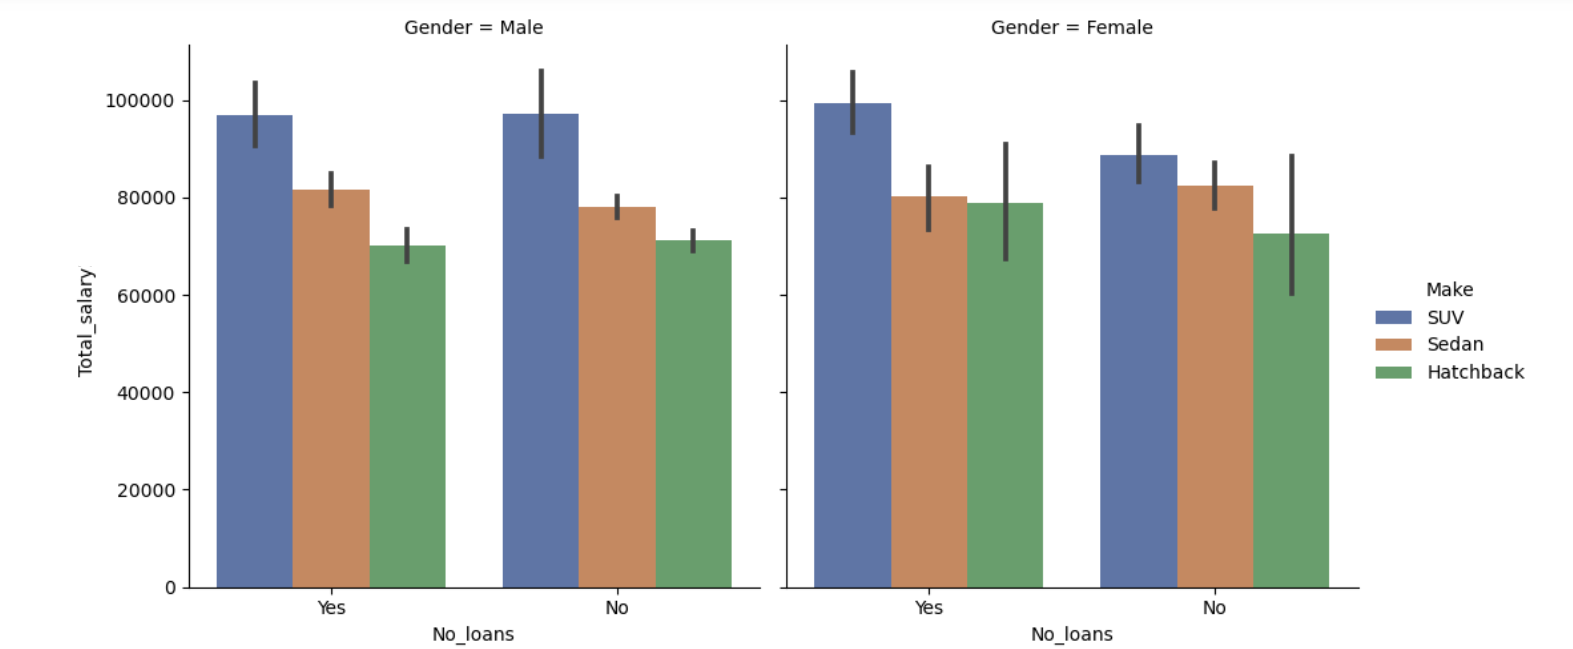 Gender = Male
Gender = Female
100000
80000
60000
40000
20000
0
Total_salary
Yes
No
No_loans
Yes
No
No_loans
Make
SUV
Sedan
Hatchback